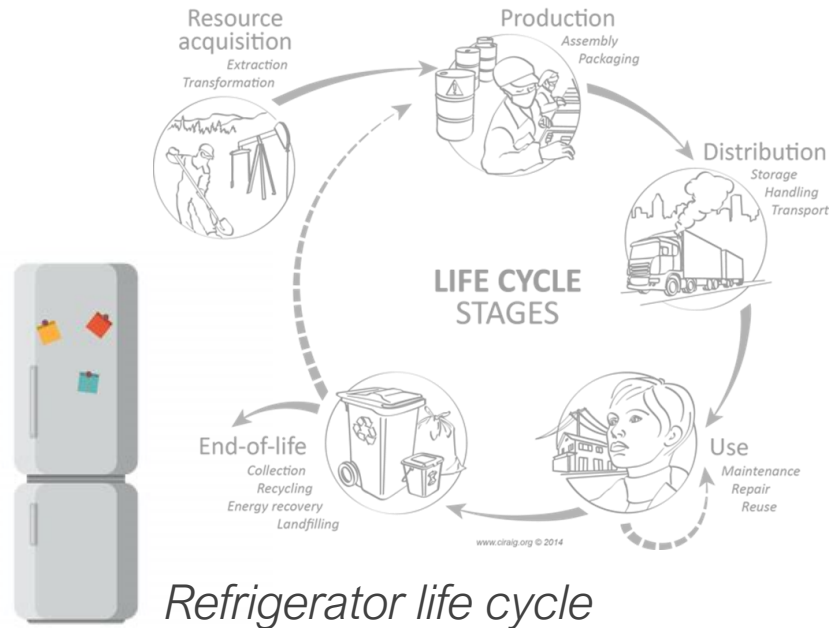 Resource
acquisition
Extraction
Transformation
Production
Assembly
Packaging
Distribution
Storage
Handling
Transport
LIFE CYCLE
STAGES
End-of-life
Collection
Recycling
Energy recovery
Landfilling
Use
Maintenance
Repair
Reuse
www.ciraig.org © 2014
Refrigerator life cycle